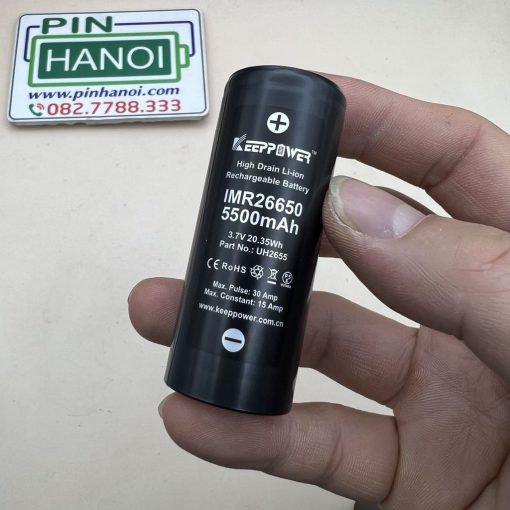 PIN
HANOI
www.pinhanoi.com
082.7788.333
+
KEEPPOWER™
High Drain Li-ion
Rechargeable Battery
IMR26650
5500mAh
3.7V 20.35Wh
Part No.: UH2655
CE RoHS
Max. Pulse: 30 Amp
Max. Constant: 15 Amp
www.keeppower.com.cn
−